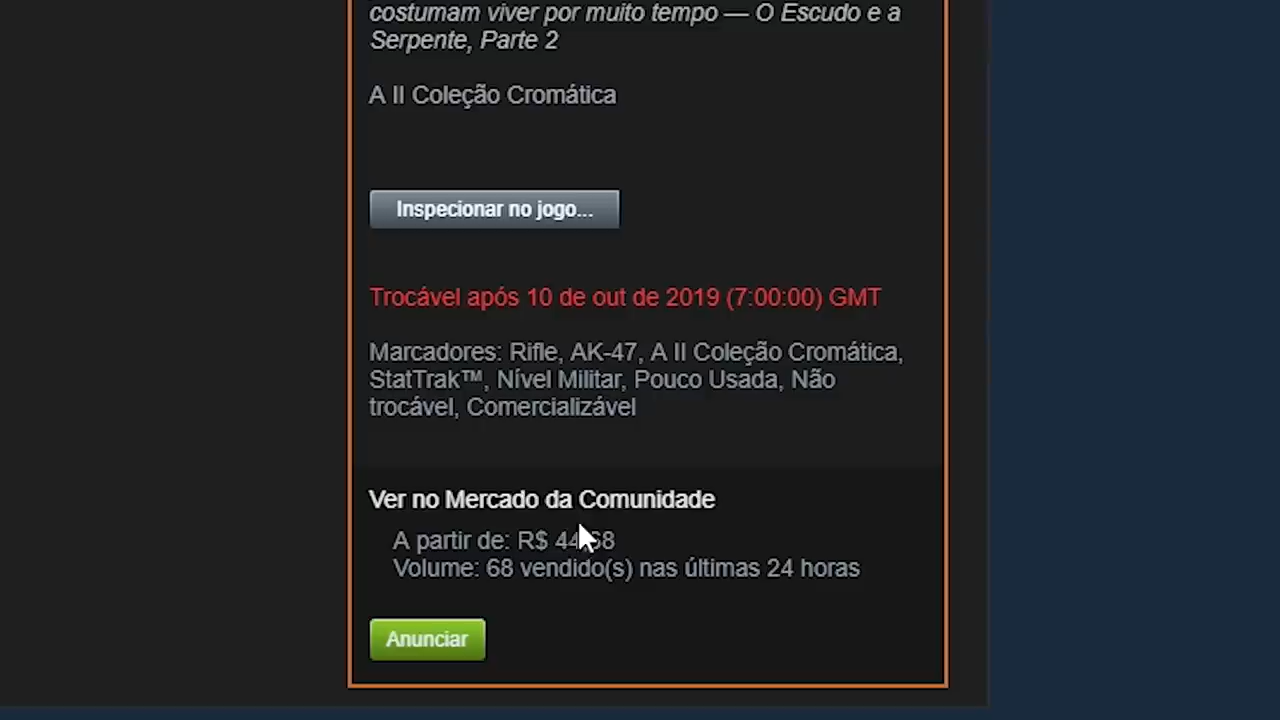 costumam viver por muito tempo — O Escudo e a
Serpente, Parte 2
A II Coleção Cromática
Inspecionar no jogo...
Trocável após 10 de out de 2019 (7:00:00) GMT
Marcadores: Rifle, AK-47, A II Coleção Cromática,
StatTrak™, Nível Militar, Pouco Usada, Não
trocável, Comercializável
Ver no Mercado da Comunidade
A partir de: R$
Volume: 68 vendido(s) nas últimas 24 horas
Anunciar